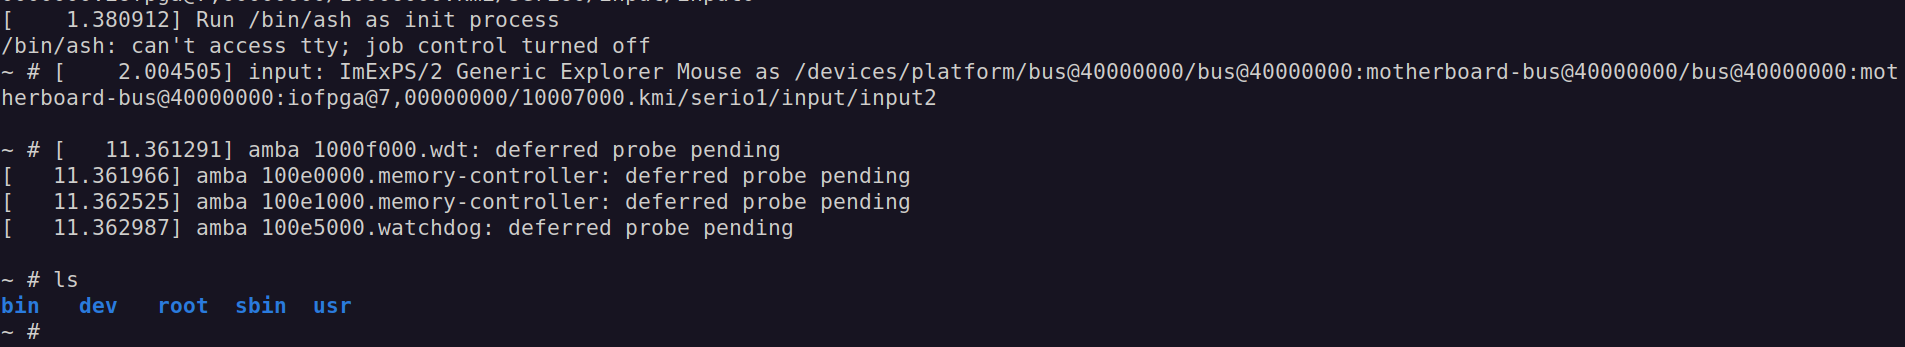 [    1.380912] Run /bin/ash as init process
/bin/ash: can't access tty; job control turned off
~ # [    2.004505] input: ImExPS/2 Generic Explorer Mouse as /devices/platform/bus@40000000/bus@40000000:motherboard-bus@40000000/bus@40000000:mot
herboard-bus@40000000:iofpga@7,00000000/10007000.kmi/serio1/input/input2
~ # [   11.361291] amba 1000f000.wdt: deferred probe pending
[   11.361966] amba 100e0000.memory-controller: deferred probe pending
[   11.362525] amba 100e1000.memory-controller: deferred probe pending
[   11.362987] amba 100e5000.watchdog: deferred probe pending
~ # ls
bin   dev   root  sbin  usr
~ #